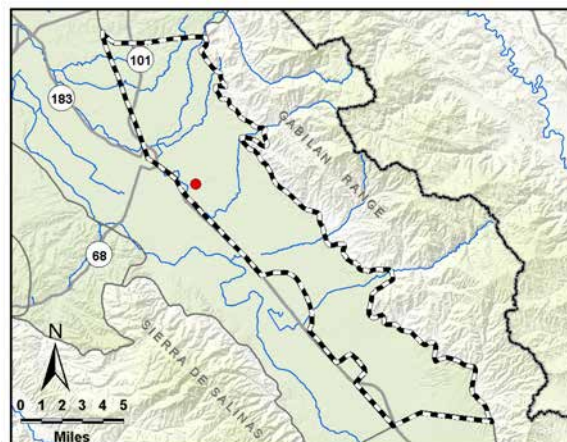 101
183
GABILAN RANGE
68
SIERRA DE SALINAS
N
0 1 2 3 4 5
Miles